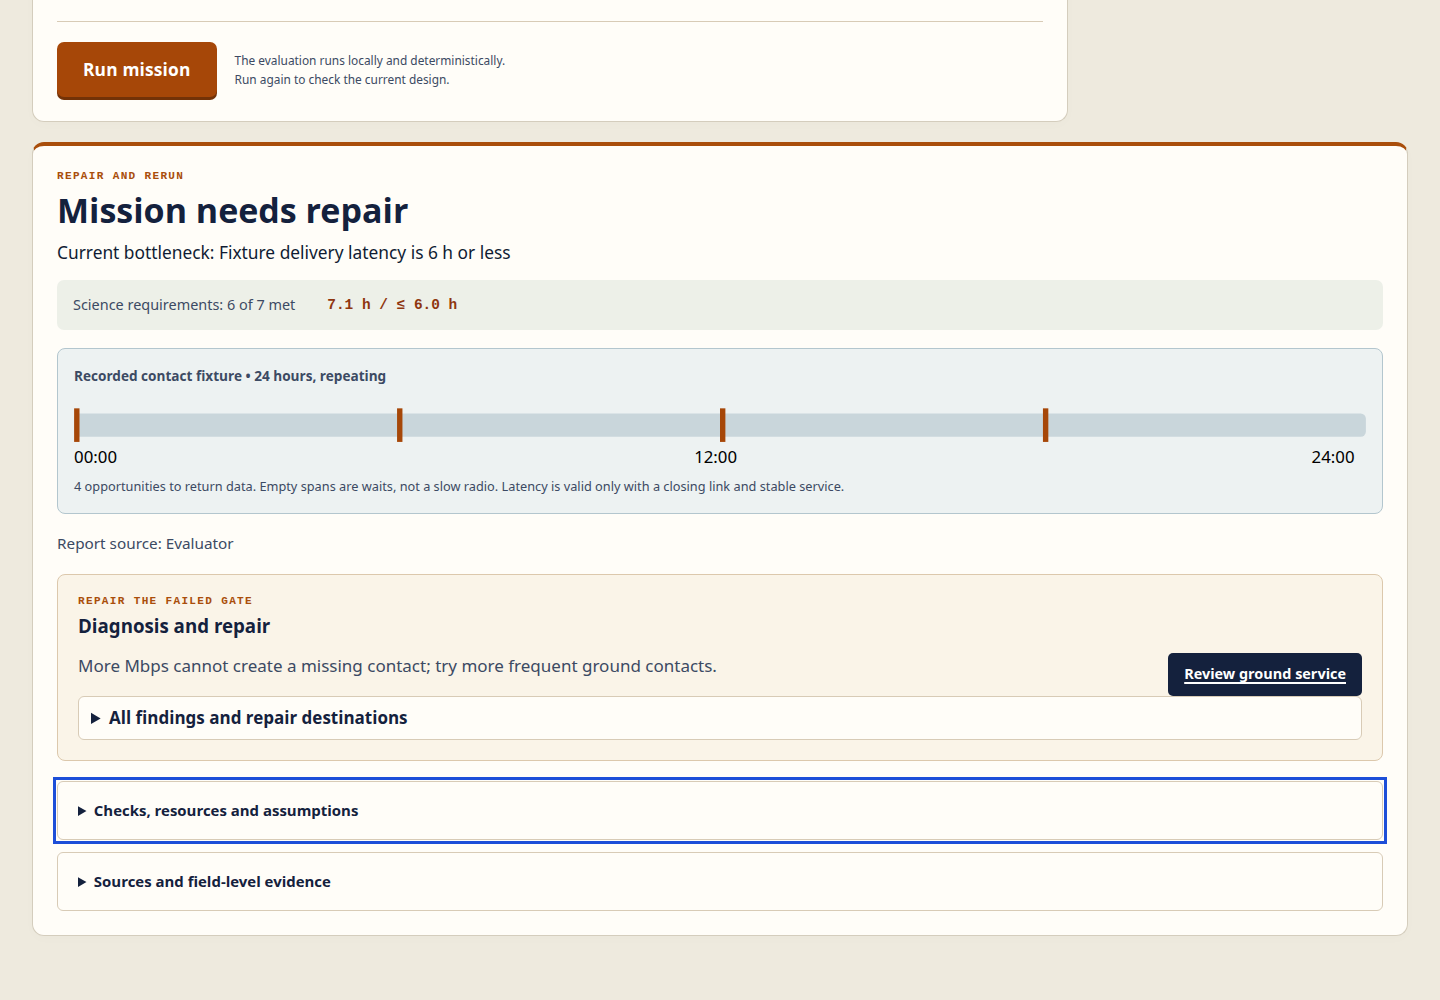 Run mission
The evaluation runs locally and deterministically.
Run again to check the current design.
REPAIR AND RERUN
Mission needs repair
Current bottleneck: Fixture delivery latency is 6 h or less
Science requirements: 6 of 7 met 7.1 h / ≤ 6.0 h
Recorded contact fixture • 24 hours, repeating
00:00 12:00 24:00
4 opportunities to return data. Empty spans are waits, not a slow radio. Latency is valid only with a closing link and stable service.
Report source: Evaluator
REPAIR THE FAILED GATE
Diagnosis and repair
More Mbps cannot create a missing contact; try more frequent ground contacts.
Review ground service
All findings and repair destinations
Checks, resources and assumptions
Sources and field-level evidence